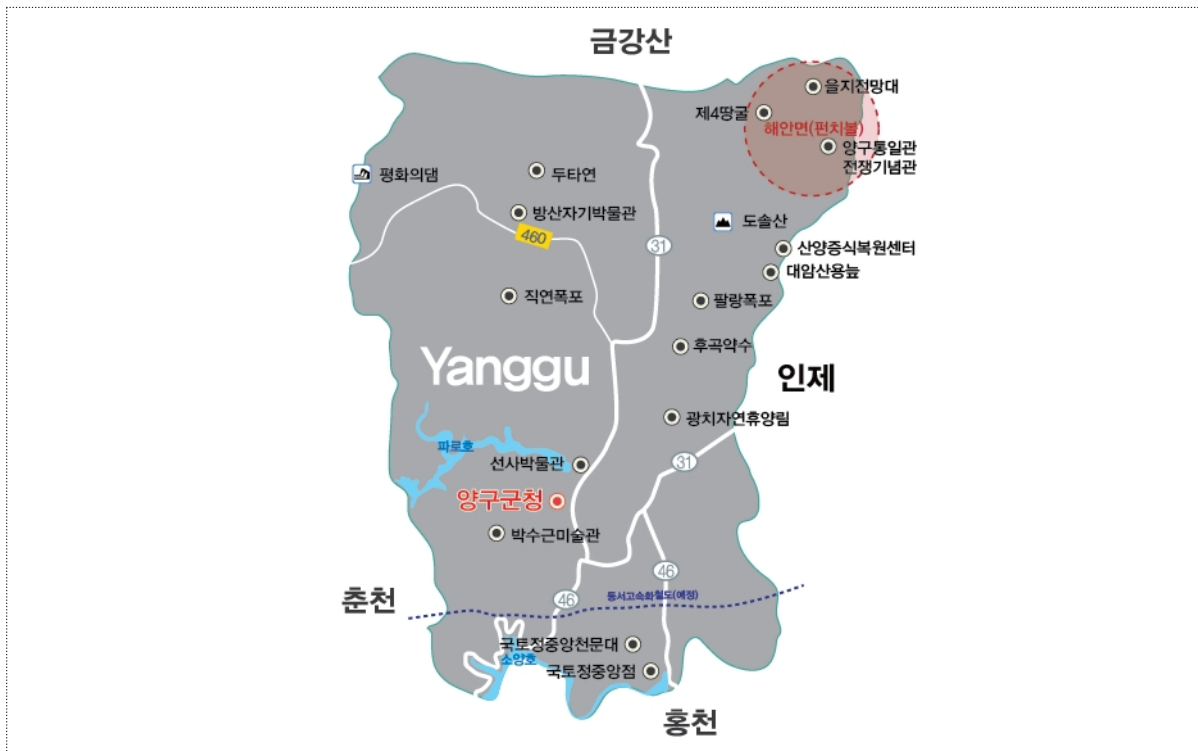 금강산
을지전망대
제4땅굴
해안면(펀치볼)
양구통일관
전쟁기념관
평화의댐
두타연
방산자기박물관
도솔산
460
31
산양증식복원센터
대암산용늪
직연폭포
팔랑폭포
후곡약수
Yanggu
인제
광치자연휴양림
파로호
선사박물관
31
양구군청
박수근미술관
46
춘천
46
동서고속화철도(예정)
국토정중앙천문대
소양호
국토정중앙점
홍천